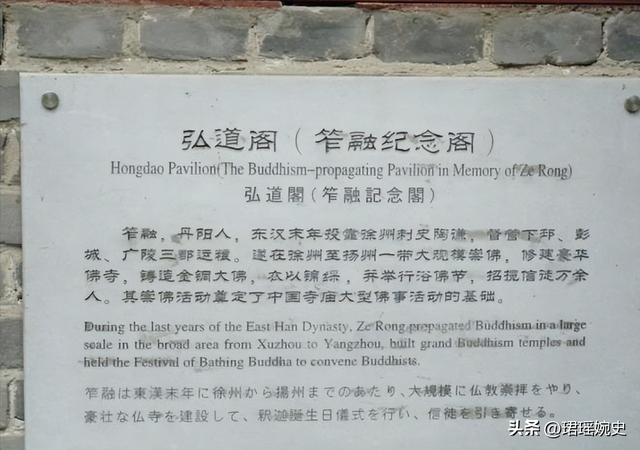 弘道阁（笮融纪念阁）
Hongdao Pavilion(The Buddhism-propagating Pavilion in Memory of Ze Rong)
弘道閣（笮融記念閣）
笮融，丹阳人，东汉末年投靠徐州刺史陶谦，督管下邳、彭
城、广陵三郡运粮。遂在徐州至扬州一带大规模崇佛，修建豪华
佛寺，铸造金铜大佛，衣以锦綵，并举行浴佛节，招揽信徒万余
人。其崇佛活动奠定了中国寺庙大型佛事活动的基础。
During the last years of the East Han Dynasty, Ze Rong propagated Buddhism in a large
scale in the broad area from Xuzhou to Yangzhou, built grand Buddhism temples and
held the Festival of Bathing Buddha to convene Buddhists.
笮融は東漢末年に徐州から揚州までのあたり、大規模に仏教崇拝をやり、
豪壮な仏寺を建設して、釈迦誕生日儀式を行い、信徒を引き寄せる。
头条 @珺瑶婉史